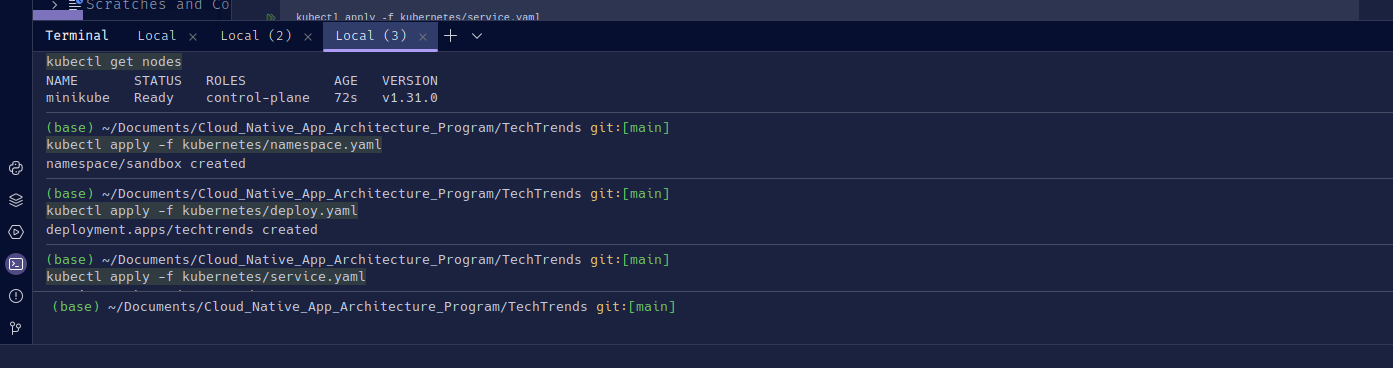 Scratches and Co
kubectl apply -f kubernetes/service.yaml
Terminal Local × Local (2) × Local (3) ×
kubectl get nodes
NAME STATUS ROLES AGE VERSION
minikube Ready control-plane 72s v1.31.0
(base) ~/Documents/Cloud_Native_App_Architecture_Program/TechTrends git:[main]
kubectl apply -f kubernetes/namespace.yaml
namespace/sandbox created
(base) ~/Documents/Cloud_Native_App_Architecture_Program/TechTrends git:[main]
kubectl apply -f kubernetes/deploy.yaml
deployment.apps/techtrends created
(base) ~/Documents/Cloud_Native_App_Architecture_Program/TechTrends git:[main]
kubectl apply -f kubernetes/service.yaml
(base) ~/Documents/Cloud_Native_App_Architecture_Program/TechTrends git:[main]